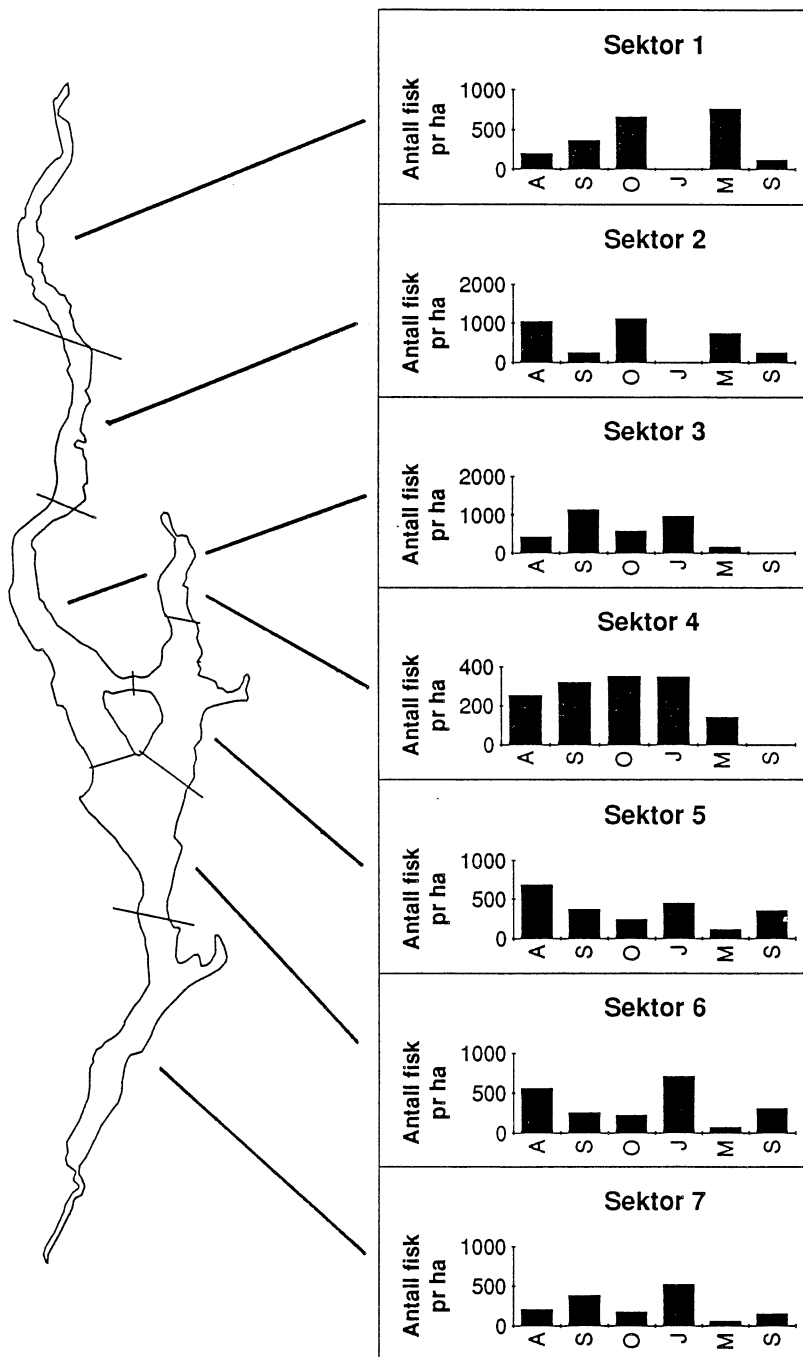 Sektor 1
Antall fisk
pr ha
1000
500
0
A
S
O
J
M
S
Sektor 2
Antall fisk
pr ha
2000
1000
0
A
S
O
J
M
S
Sektor 3
Antall fisk
pr ha
2000
1000
0
A
S
O
J
M
S
Sektor 4
Antall fisk
pr ha
400
200
0
A
S
O
J
M
S
Sektor 5
Antall fisk
pr ha
1000
500
0
A
S
O
J
M
S
Sektor 6
Antall fisk
pr ha
1000
500
0
A
S
O
J
M
S
Sektor 7
Antall fisk
pr ha
1000
500
0
A
S
O
J
M
S